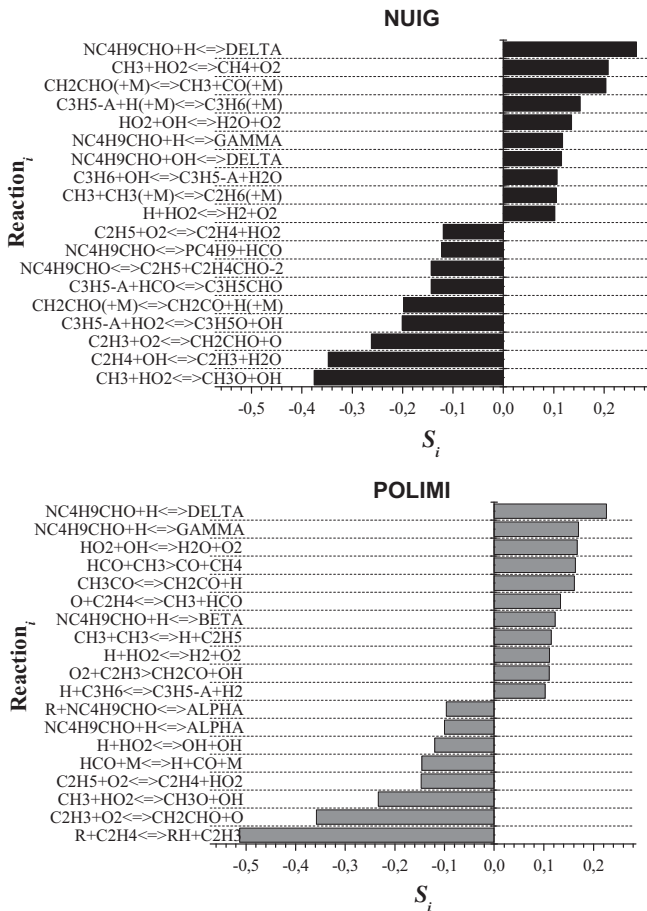 NUIG
NC4H9CHO+H<=>DELTA
CH3+HO2<=>CH4+O2
CH2CHO(+M)<=>CH3+CO(+M)
C3H5-A+H(+M)<=>C3H6(+M)
HO2+OH<=>H2O+O2
NC4H9CHO+H<=>GAMMA
NC4H9CHO+OH<=>DELTA
C3H6+OH<=>C3H5-A+H2O
CH3+CH3(+M)<=>C2H6(+M)
H+HO2<=>H2+O2
C2H5+O2<=>C2H4+HO2
NC4H9CHO<=>PC4H9+HCO
NC4H9CHO<=>C2H5+C2H4CHO-2
C3H5-A+HCO<=>C3H5CHO
CH2CHO(+M)<=>CH2CO+H(+M)
C3H5-A+HO2<=>C3H5O+OH
C2H3+O2<=>CH2CHO+O
C2H4+OH<=>C2H3+H2O
CH3+HO2<=>CH3O+OH
Reaction_i
-0,5 -0,4 -0,3 -0,2 -0,1 0,0 0,1 0,2
S_i
POLIMI
NC4H9CHO+H<=>DELTA
NC4H9CHO+H<=>GAMMA
HO2+OH<=>H2O+O2
HCO+CH3>CO+CH4
CH3CO<=>CH2CO+H
O+C2H4<=>CH3+HCO
NC4H9CHO+H<=>BETA
CH3+CH3<=>H+C2H5
H+HO2<=>H2+O2
O2+C2H3>CH2CO+OH
H+C3H6<=>C3H5-A+H2
R+NC4H9CHO<=>ALPHA
NC4H9CHO+H<=>ALPHA
H+HO2<=>OH+OH
HCO+M<=>H+CO+M
C2H5+O2<=>C2H4+HO2
CH3+HO2<=>CH3O+OH
C2H3+O2<=>CH2CHO+O
R+C2H4<=>RH+C2H3
Reaction_i
-0,5 -0,4 -0,3 -0,2 -0,1 0,0 0,1 0,2
S_i